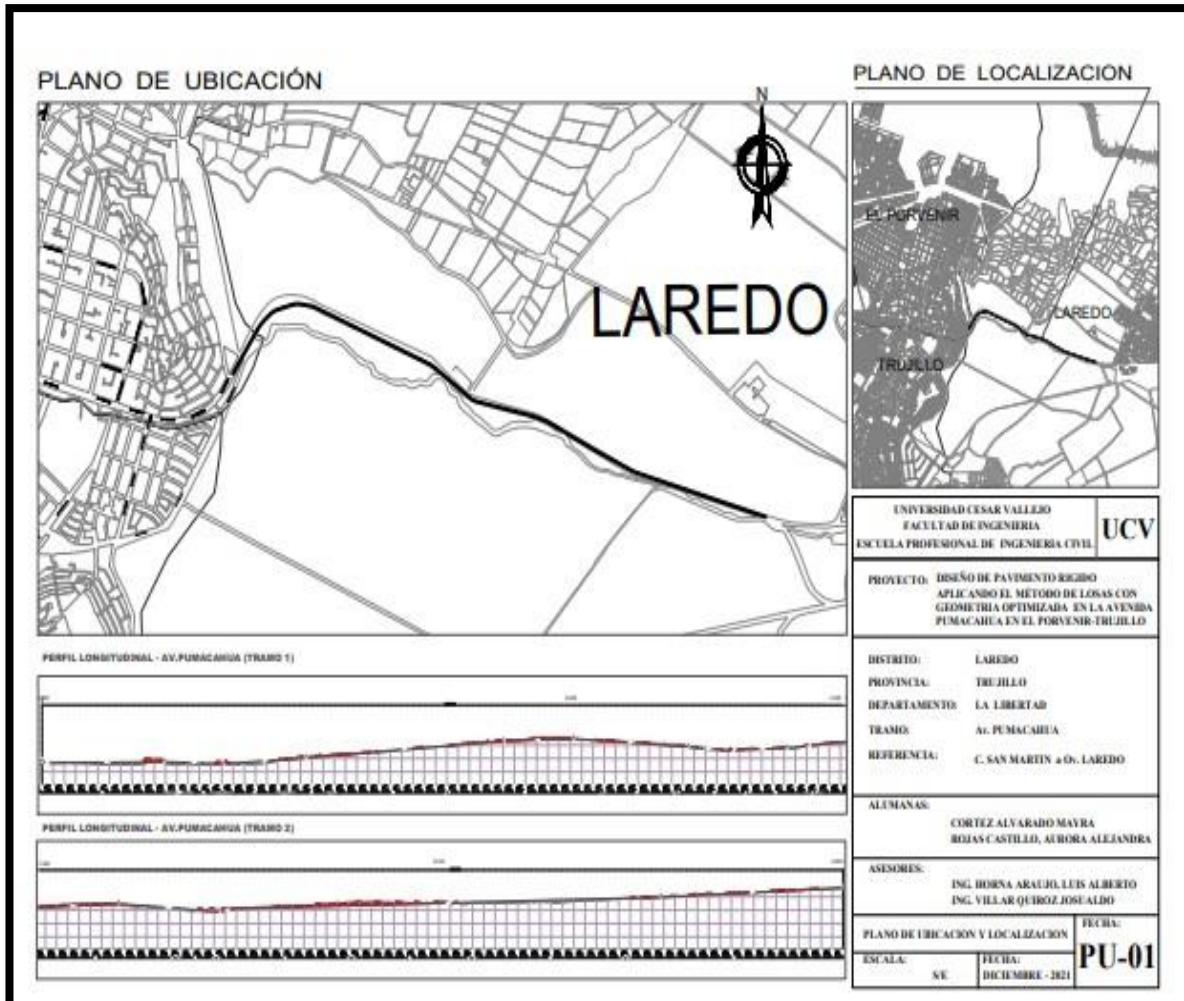 PLANO DE UBICACIÓN
N
LAREDO
PLANO DE LOCALIZACION
EL PORVENIR
LAREDO
TRUJILLO
PERFIL LONGITUDINAL - AV.PUMACAHUA (TRAMO 1)
PERFIL LONGITUDINAL - AV.PUMACAHUA (TRAMO 2)
UNIVERSIDAD CESAR VALLEJO
FACULTAD DE INGENIERIA
ESCUELA PROFESIONAL DE INGENIERIA CIVIL
UCV
PROYECTO: DISEÑO DE PAVIMENTO RIGIDO
APLICANDO EL MÉTODO DE LOSAS CON
GEOMETRIA OPTIMIZADA EN LA AVENIDA
PUMACAHUA EN EL PORVENIR-TRUJILLO
DISTRITO: LAREDO
PROVINCIA: TRUJILLO
DEPARTAMENTO: LA LIBERTAD
TRAMO: Av. PUMACAHUA
REFERENCIA: C. SAN MARTIN a Ov. LAREDO
ALUMANAS:
CORTEZ ALVARADO MAYRA
ROJAS CASTILLO, AURORA ALEJANDRA
ASESORES:
ING. HORNA ARAUJO, LUIS ALBERTO
ING. VILLAR QUIROZ JOSUALDO
PLANO DE UBICACION Y LOCALIZACION
FECHA:
PU-01
ESCALA:
S/E
FECHA:
DICIEMBRE - 2021